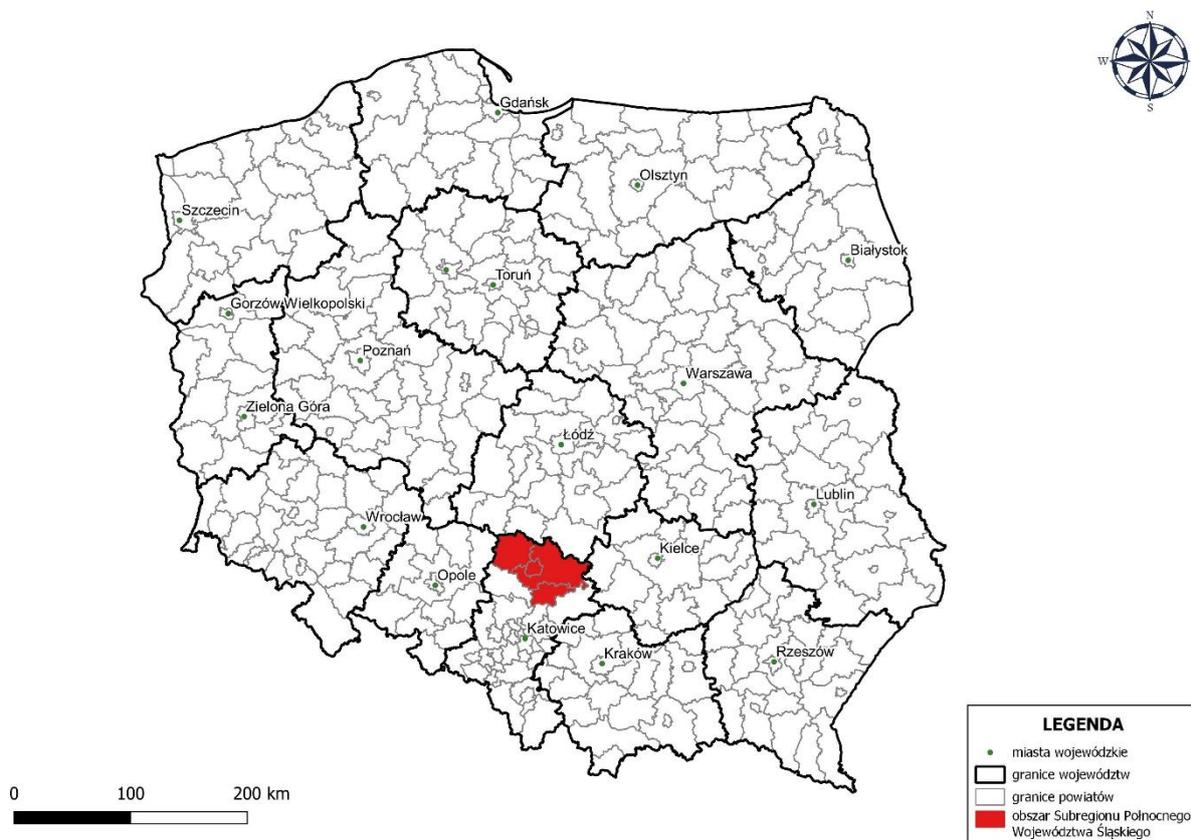 N
W
S
Gdańsk
Olsztyn
Szczecin
Białystok
Toruń
Gorzów Wielkopolski
Poznań
Warszawa
Zielona Góra
Łódź
Lublin
Wrocław
Kielce
Opole
Katowice
Kraków
Rzeszów
LEGENDA
miasta wojewódzkie
granice województw
granice powiatów
obszar Subregionu Północnego
Województwa Śląskiego
0 100 200 km